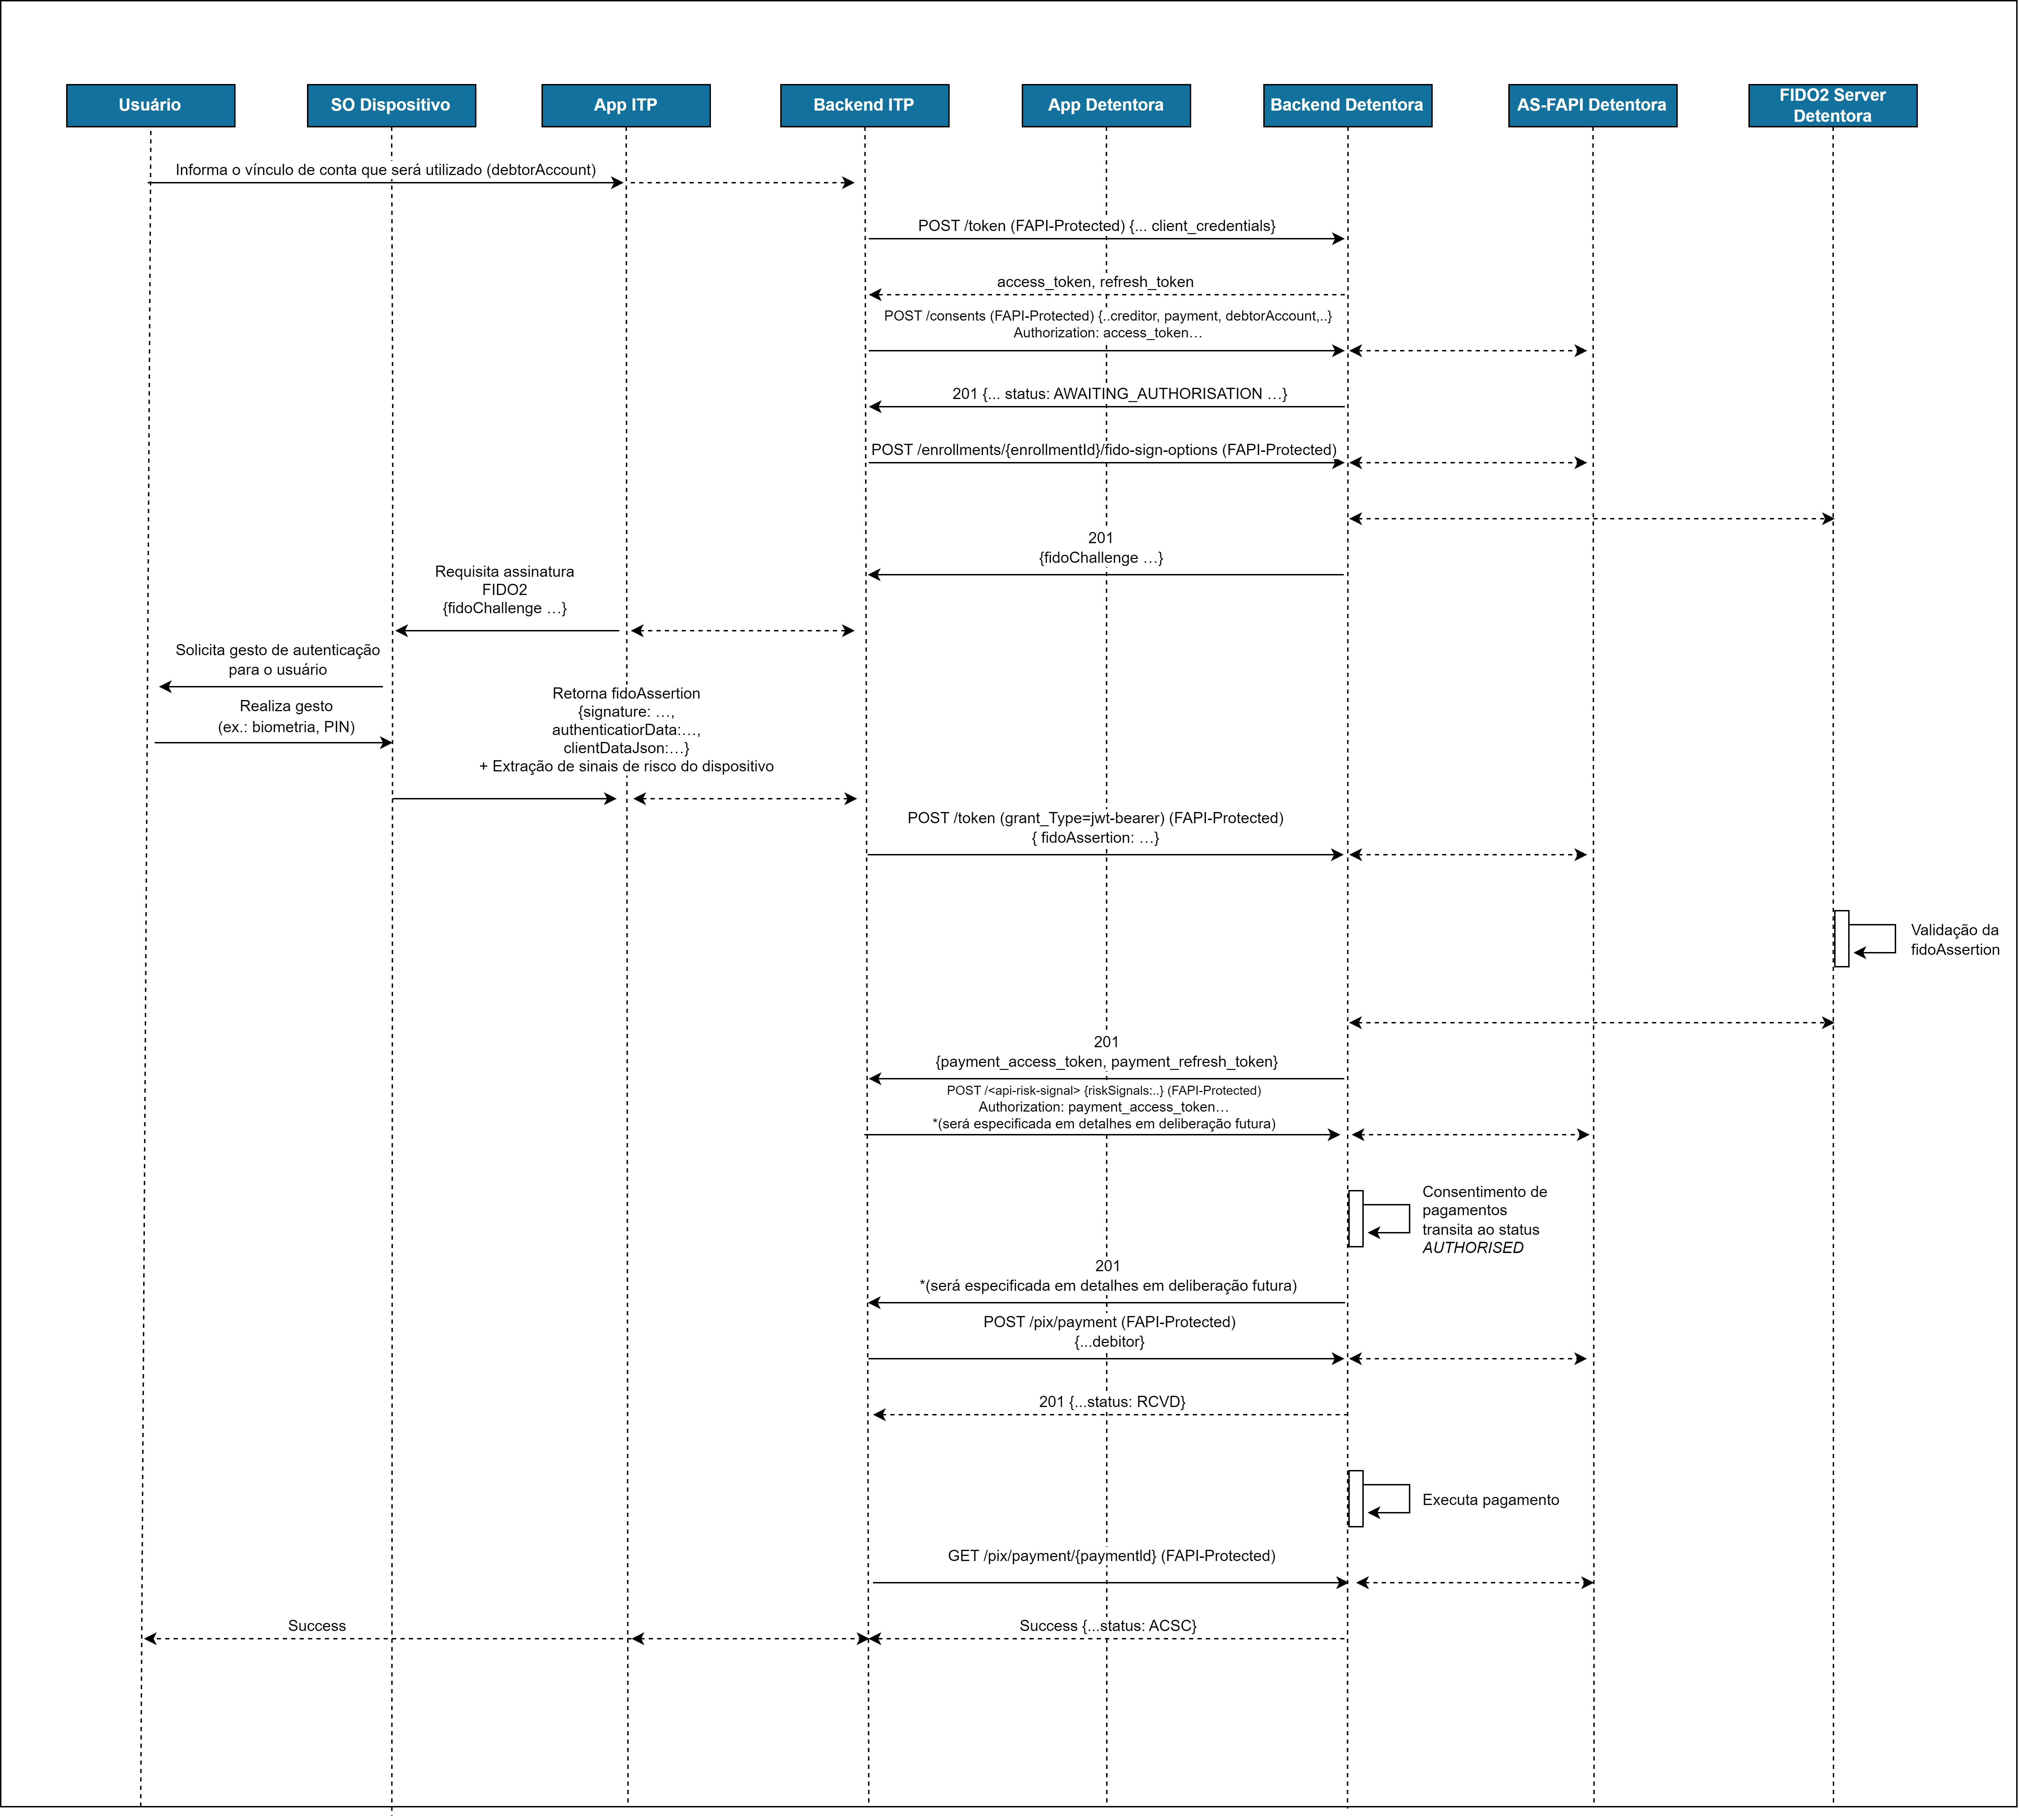 Usuário
SO Dispositivo
App ITP
Backend ITP
App Detentora
Backend Detentora
AS-FAPI Detentora
FIDO2 Server
Detentora
Informa o vínculo de conta que será utilizado (debtorAccount)
POST /token (FAPI-Protected) {... client_credentials}
access_token, refresh_token
POST /consents (FAPI-Protected) {..creditor, payment, debtorAccount,..}
Authorization: access_token…
201 {... status: AWAITING_AUTHORISATION …}
POST /enrollments/{enrollmentId}/fido-sign-options (FAPI-Protected)
201
{fidoChallenge …}
Requisita assinatura
FIDO2
{fidoChallenge …}
Solicita gesto de autenticação
para o usuário
Realiza gesto
(ex.: biometria, PIN)
Retorna fidoAssertion
{signature: …,
authenticatiorData:…,
clientDataJson:…}
+ Extração de sinais de risco do dispositivo
POST /token (grant_Type=jwt-bearer) (FAPI-Protected)
{ fidoAssertion: …}
Validação da
fidoAssertion
201
{payment_access_token, payment_refresh_token}
POST /<api-risk-signal> {riskSignals:..} (FAPI-Protected)
Authorization: payment_access_token…
*(será especificada em detalhes em deliberação futura)
Consentimento de
pagamentos
transita ao status
AUTHORISED
201
*(será especificada em detalhes em deliberação futura)
POST /pix/payment (FAPI-Protected)
{...debitor}
201 {...status: RCVD}
Executa pagamento
GET /pix/payment/{paymentId} (FAPI-Protected)
Success
Success {...status: ACSC}